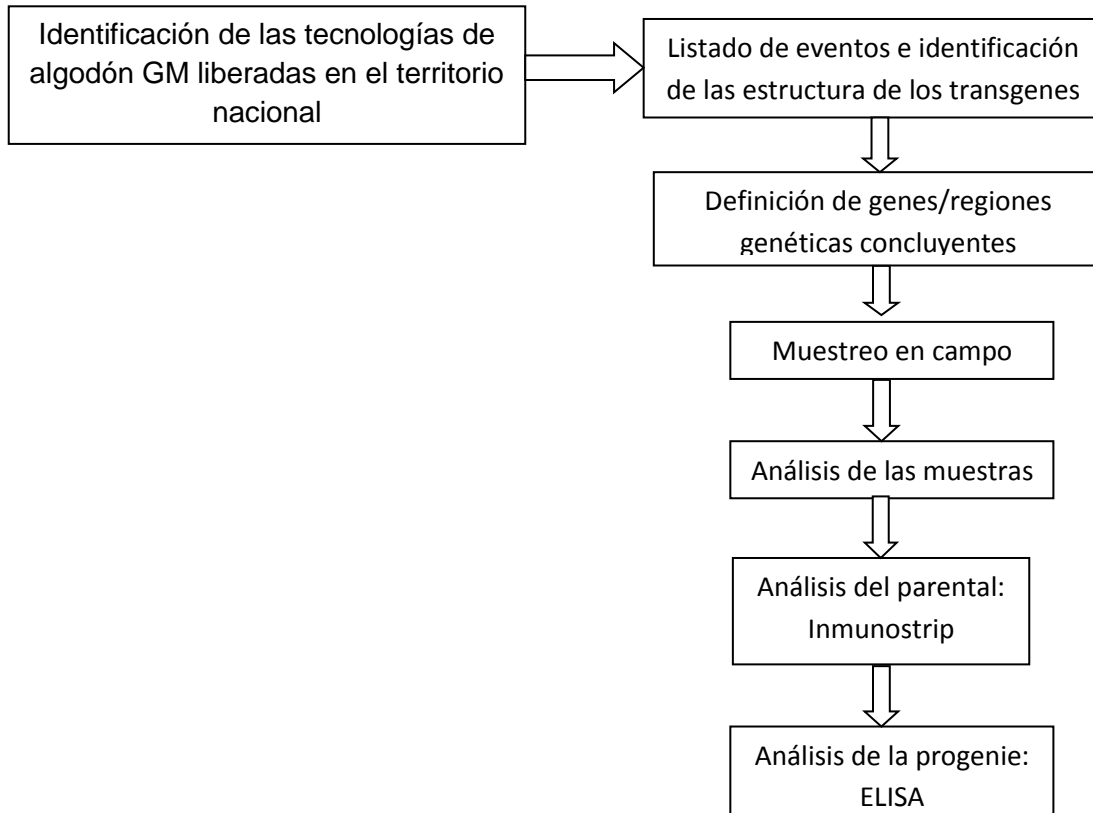 Identificación de las tecnologías de
algodón GM liberadas en el territorio
nacional
Listado de eventos e identificación
de las estructura de los transgenes
Definición de genes/regiones
genéticas concluyentes
Muestreo en campo
Análisis de las muestras
Análisis del parental:
Inmunostrip
Análisis de la progenie:
ELISA